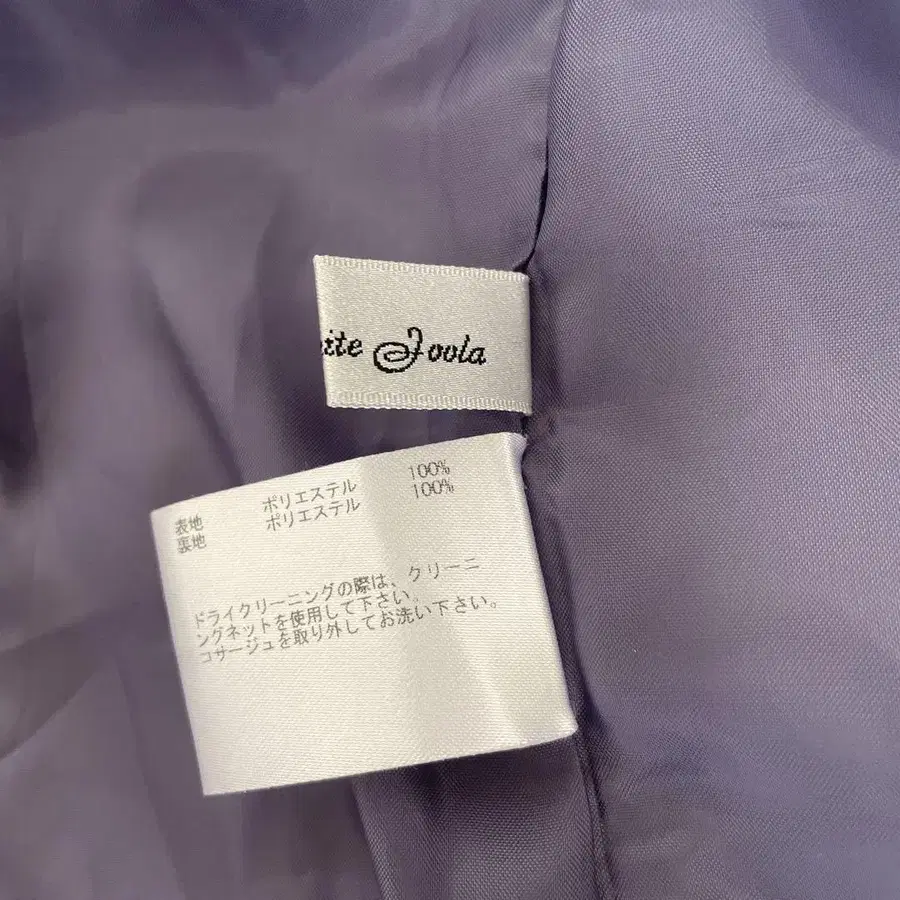 Joola
表地 ポリエステル 100%
裏地 ポリエステル 100%
ドライクリーニングの際は、クリーニ
ングネットを使用して下さい。
コサージュを取り外してお洗い下さい。